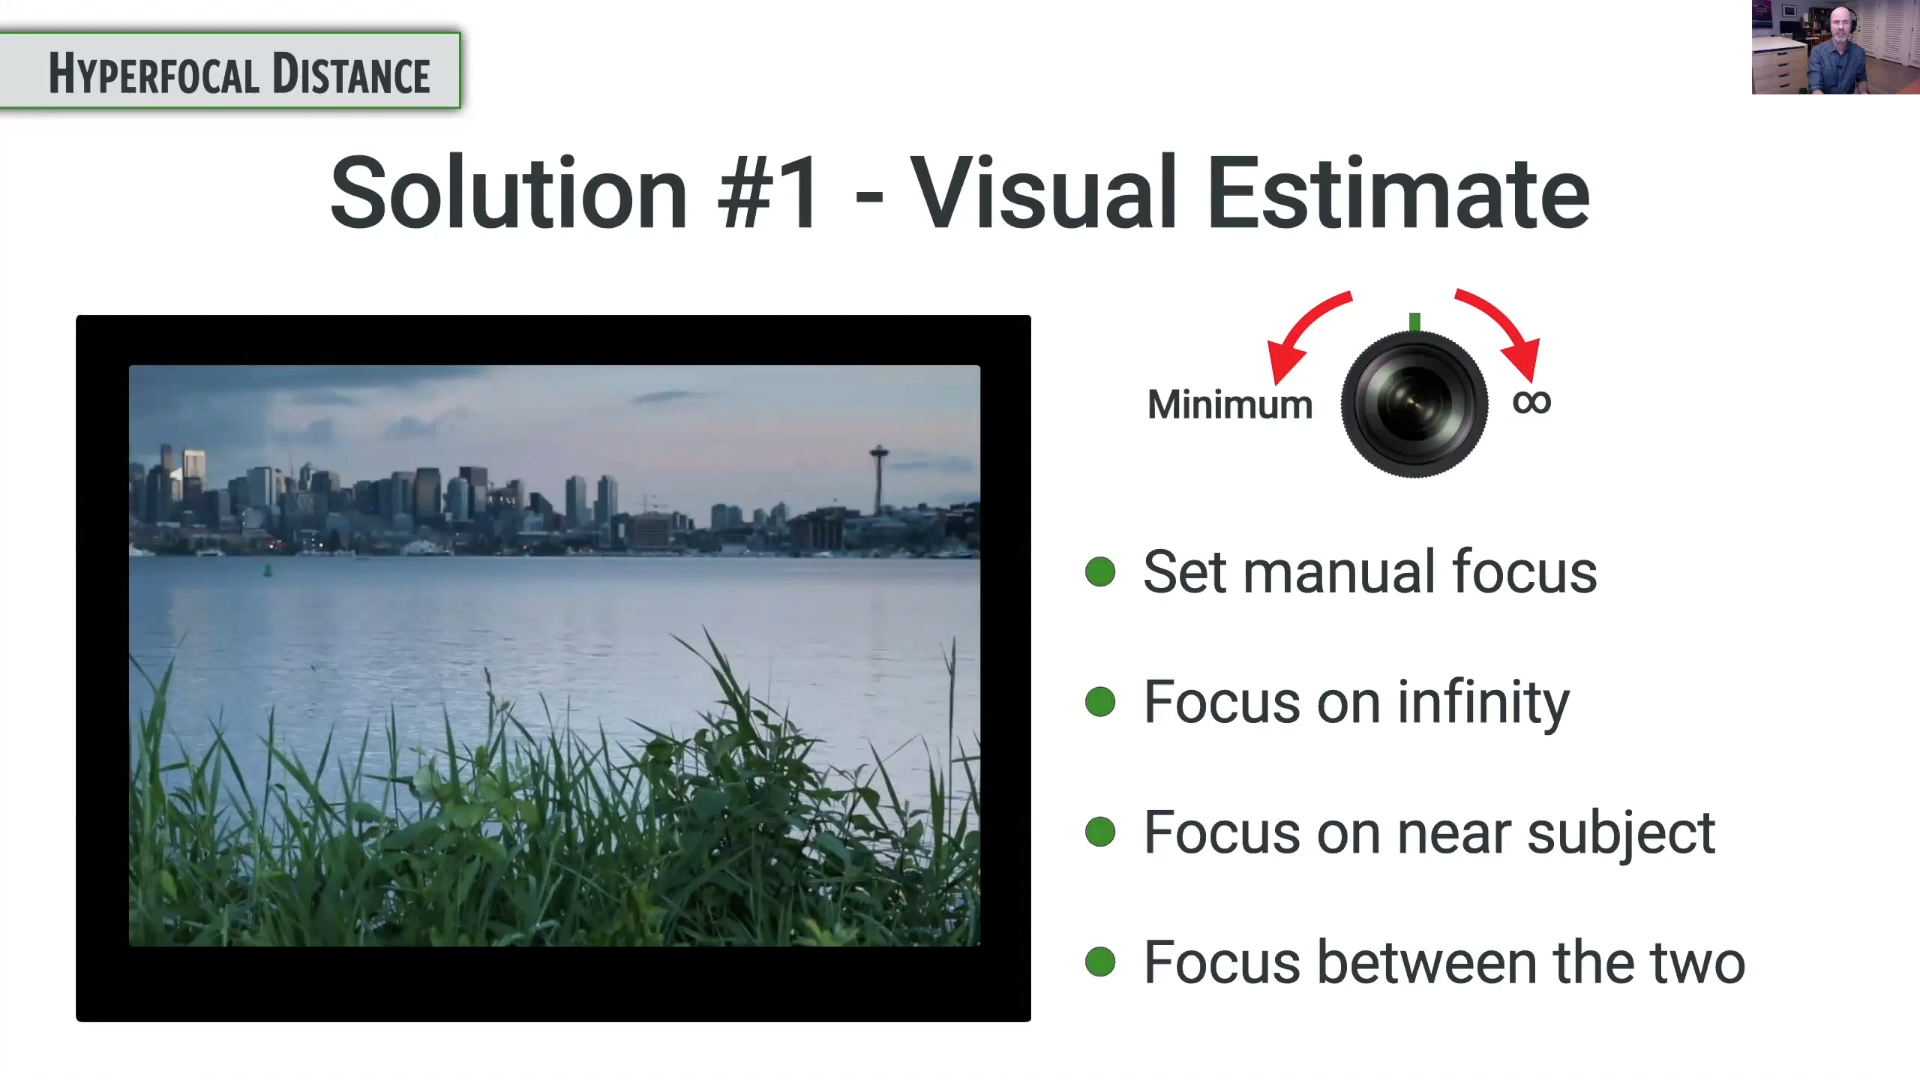 Hyperfocal Distance
Solution #1 - Visual Estimate
Minimum
∞
Set manual focus
Focus on infinity
Focus on near subject
Focus between the two